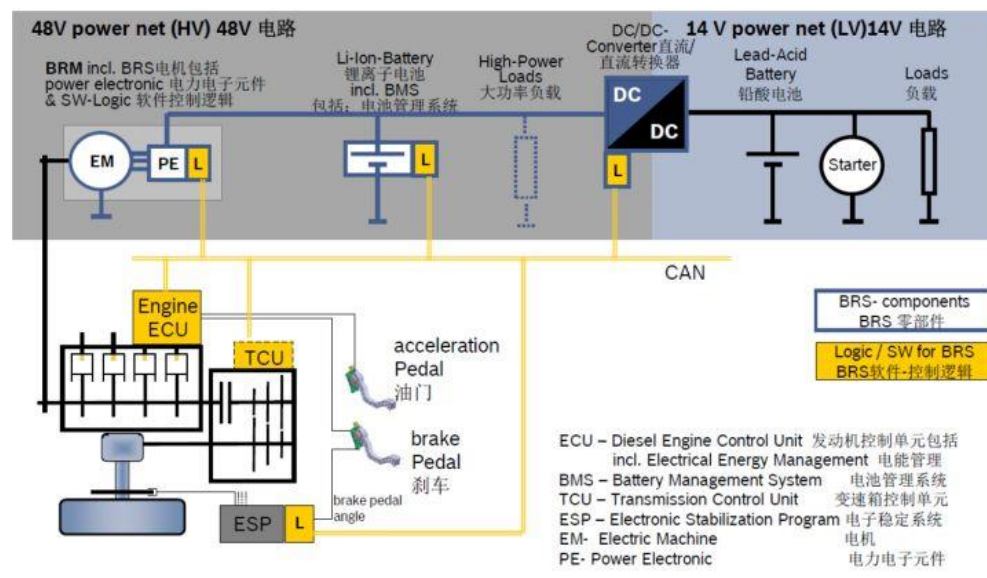 48V power net (HV) 48V 电路
DC/DC-
Converter直流/
直流转换器
14 V power net (LV)14V 电路
BRM incl. BRS电机包括
power electronic 电力电子元件
& SW-Logic 软件控制逻辑
Li-Ion-Battery
锂离子电池
incl. BMS
包括：电池管理系统
High-Power
Loads
大功率负载
Lead-Acid
Battery
铅酸电池
Loads
负载
DC
DC
EM
PE
L
L
L
Starter
CAN
Engine
ECU
TCU
acceleration
Pedal
油门
brake
Pedal
刹车
brake pedal
angle
ESP
L
BRS- components
BRS 零部件
Logic / SW for BRS
BRS软件-控制逻辑
ECU – Diesel Engine Control Unit 发动机控制单元包括
incl. Electrical Energy Management 电能管理
BMS – Battery Management System 电池管理系统
TCU – Transmission Control Unit 变速箱控制单元
ESP – Electronic Stabilization Program 电子稳定系统
EM- Electric Machine 电机
PE- Power Electronic 电力电子元件